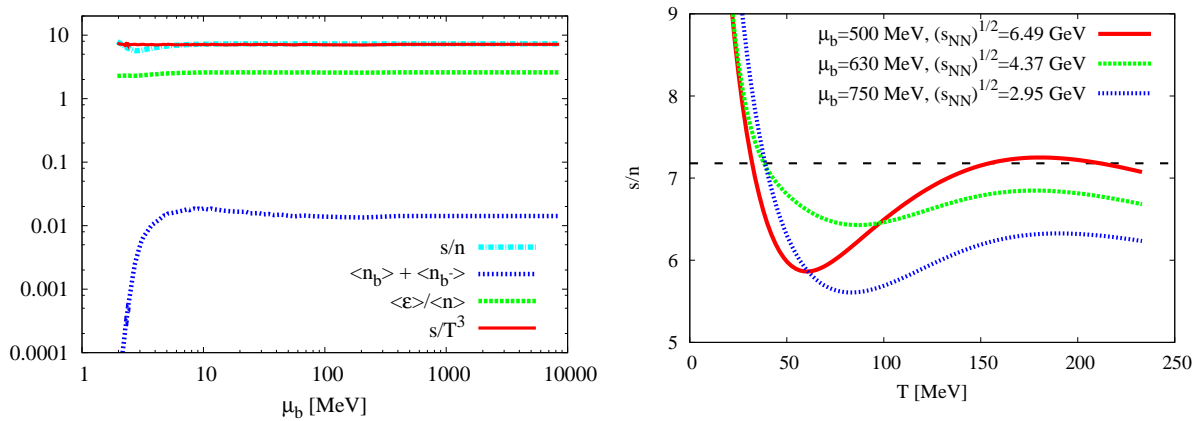 10
1
0.1
0.01
0.001
0.0001
1
10
100
1000
10000
μb [MeV]
s/n
<nb> + <nb->
<ε>/<n>
s/T³
9
8
7
6
5
0
50
100
150
200
250
s/n
T [MeV]
μb=500 MeV, (sNN)1/2=6.49 GeV
μb=630 MeV, (sNN)1/2=4.37 GeV
μb=750 MeV, (sNN)1/2=2.95 GeV